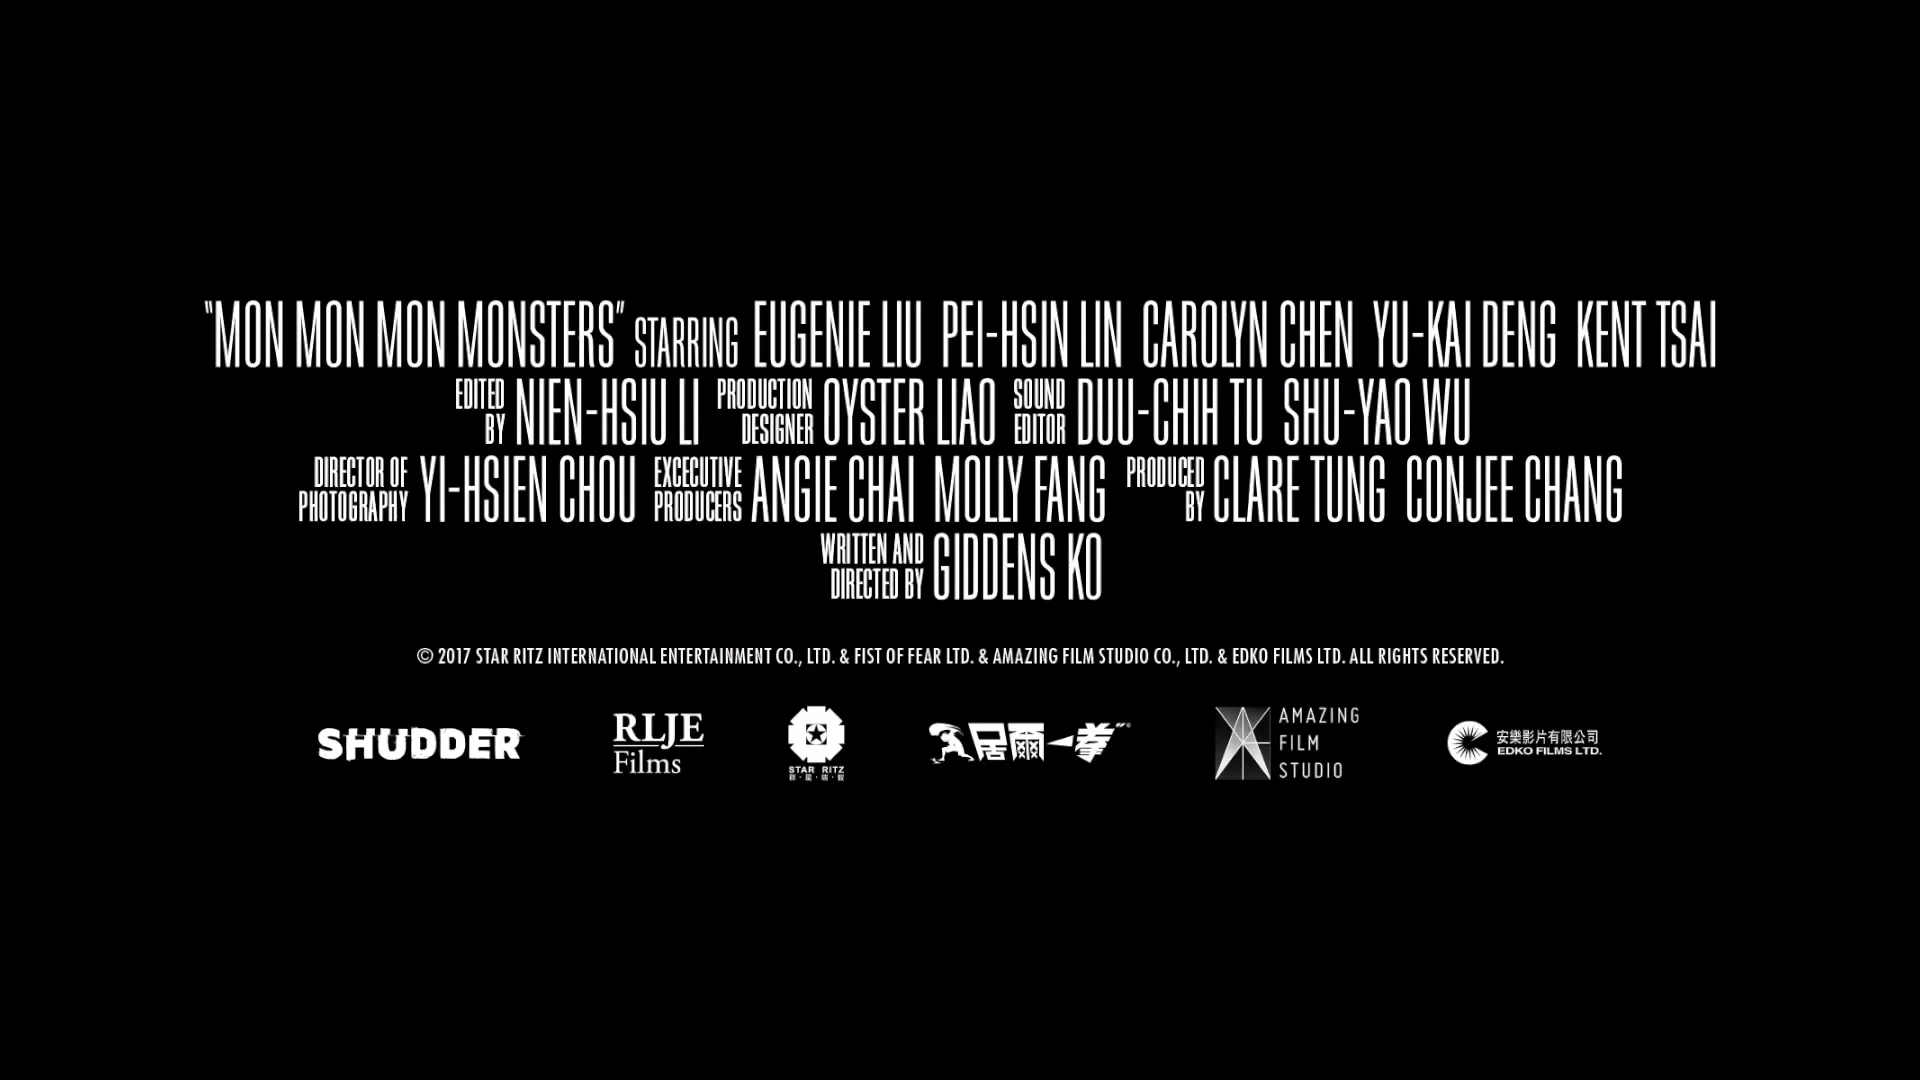 "MON MON MON MONSTERS" STARRING EUGENIE LIU PEI-HSIN LIN CAROLYN CHEN YU-KAI DENG KENT TSAI
EDITED BY NIEN-HSIU LI PRODUCTION DESIGNER OYSTER LIAO SOUND EDITOR DUU-CHIH TU SHU-YAO WU
DIRECTOR OF PHOTOGRAPHY YI-HSIEN CHOU EXCECUTIVE PRODUCERS ANGIE CHAI MOLLY FANG PRODUCED BY CLARE TUNG CONJEE CHANG
WRITTEN AND DIRECTED BY GIDDENS KO
© 2017 STAR RITZ INTERNATIONAL ENTERTAINMENT CO., LTD. & FIST OF FEAR LTD. & AMAZING FILM STUDIO CO., LTD. & EDKO FILMS LTD. ALL RIGHTS RESERVED.
SHUDDER
RLJE
Films
STAR RITZ
群·星·瑞·智
居爾一拳
AMAZING
FILM
STUDIO
安樂影片有限公司
EDKO FILMS LTD.